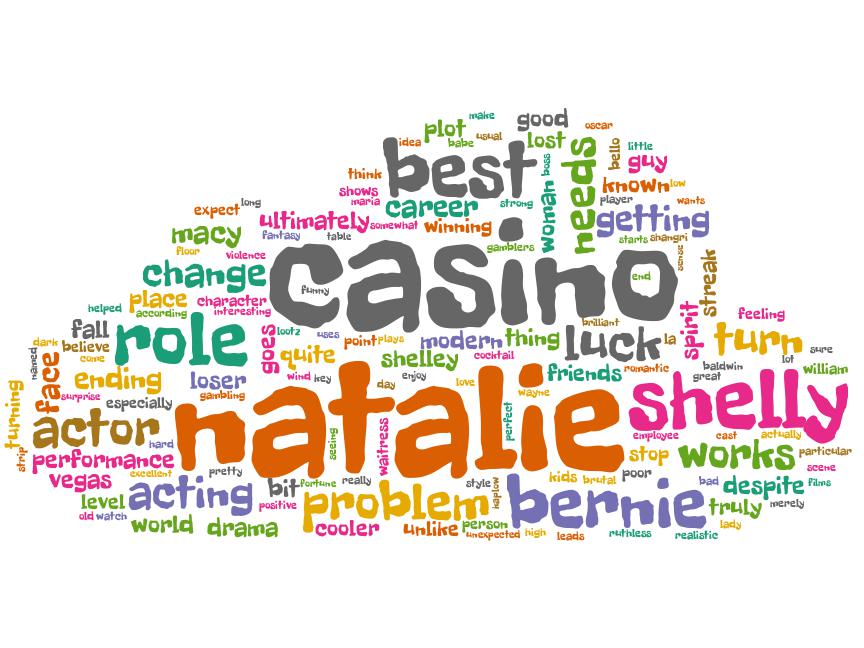 make
plot good oscar
idea babe usual lost little
best needs bello guy
think boss
shows career strong woman known low
maria player wants
expect long ultimately somewhat winning getting
macy fantasy table starts shangri
floor violence gamblers sense
change casino end streak
funny
helped place character
according interesting spirit feeling
fall role lootz uses brilliant
goes point plays modern thing luck la turn
dark believe quite shelley cocktail romantic sure
named come friends baldwin lot
face ending loser wind key day enjoy great william
turning surprise gambling love wayne shelly
especially natalie perfect
actor employee cast actually
hard seeing waitress
strip performance stop works particular
pretty scene
vegas excellent really style kids brutal poor bad despite films
acting bit fortune haplow
level positive problem bernie truly merely
old watch
world drama cooler unlike person lady
unexpected high leads ruthless realistic